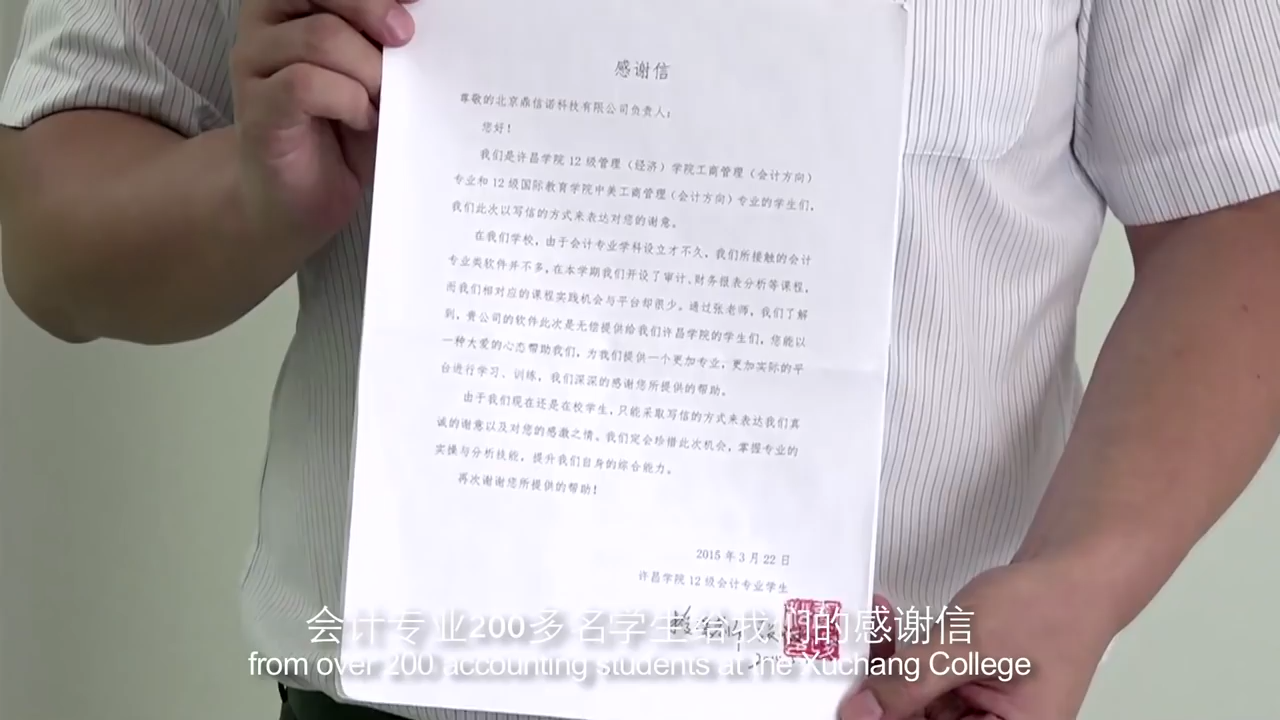 感谢信
尊敬的北京鼎信诺科技有限公司负责人:
您好!
我们是许昌学院12级管理（经济）学院工商管理（会计方向）
专业和12级国际教育学院中美工商管理（会计方向）专业的学生们,
我们此次以写信的方式来表达对您的谢意。
在我们学校，由于会计专业学科设立才不久，我们所接触的会计
专业类软件并不多,在本学期我们开设了审计、财务报表分析等课程,
而我们相对应的课程实践机会与平台却很少。通过张老师，我们了解
到，贵公司的软件此次是无偿提供给我们许昌学院的学生们，您能以
一种大爱的心态帮助我们，为我们提供一个更加专业，更加实际的平
台进行学习、训练，我们深深的感谢您所提供的帮助。
由于我们现在还是在校学生,只能采取写信的方式来表达我们真
诚的谢意以及对您的感激之情。我们定会珍惜此次机会，掌握专业的
实操与分析技能，提升我们自身的综合能力。
再次谢谢您所提供的帮助!
2015年3月22日
许昌学院12级会计专业学生
会计专业200多名学生给我们的感谢信
from over 200 accounting students at the Xuchang College